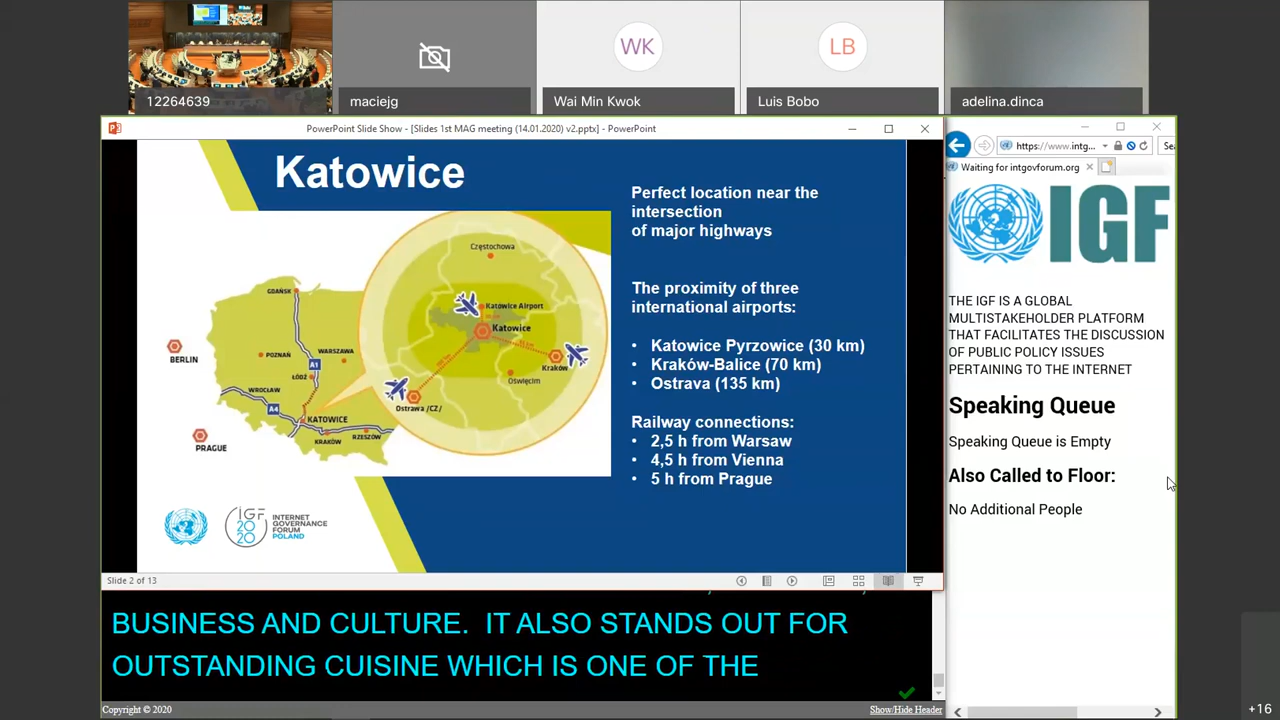 12264639
maciejg
WK
Wai Min Kwok
LB
Luis Bobo
adelina.dinca
PowerPoint Slide Show - [Slides 1st MAG meeting (14.01.2020) v2.pptx] - PowerPoint
Katowice
Perfect location near the
intersection
of major highways
The proximity of three
international airports:
• Katowice Pyrzowice (30 km)
• Kraków-Balice (70 km)
• Ostrava (135 km)
Railway connections:
• 2,5 h from Warsaw
• 4,5 h from Vienna
• 5 h from Prague
Częstochowa
Katowice Airport
Katowice
Kraków
Oświęcim
Ostrava /CZ/
GDAŃSK
POZNAŃ
WARSZAWA
BERLIN
A1
ŁÓDŹ
WROCŁAW
A4
KATOWICE
KRAKÓW
RZESZÓW
PRAGUE
IGF
20
20
INTERNET
GOVERNANCE
FORUM
POLAND
Slide 2 of 13
BUSINESS AND CULTURE. IT ALSO STANDS OUT FOR
OUTSTANDING CUISINE WHICH IS ONE OF THE
Copyright © 2020
Show/Hide Header
https://www.intg...
Sea
Waiting for intgovforum.org
IGF
THE IGF IS A GLOBAL
MULTISTAKEHOLDER PLATFORM
THAT FACILITATES THE DISCUSSION
OF PUBLIC POLICY ISSUES
PERTAINING TO THE INTERNET
Speaking Queue
Speaking Queue is Empty
Also Called to Floor:
No Additional People
+16